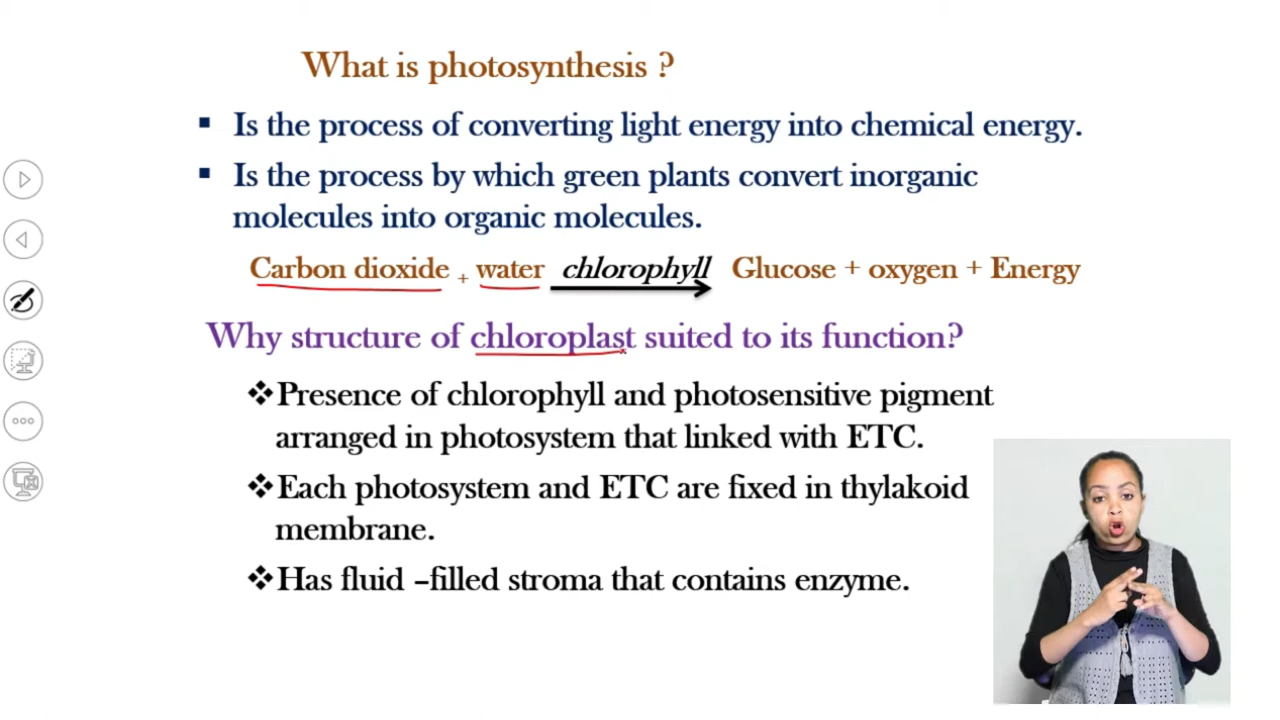 What is photosynthesis ?
▪ Is the process of converting light energy into chemical energy.
▪ Is the process by which green plants convert inorganic
molecules into organic molecules.
Carbon dioxide + water chlorophyll Glucose + oxygen + Energy
Why structure of chloroplast suited to its function?
❖Presence of chlorophyll and photosensitive pigment
arranged in photosystem that linked with ETC.
❖Each photosystem and ETC are fixed in thylakoid
membrane.
❖Has fluid –filled stroma that contains enzyme.